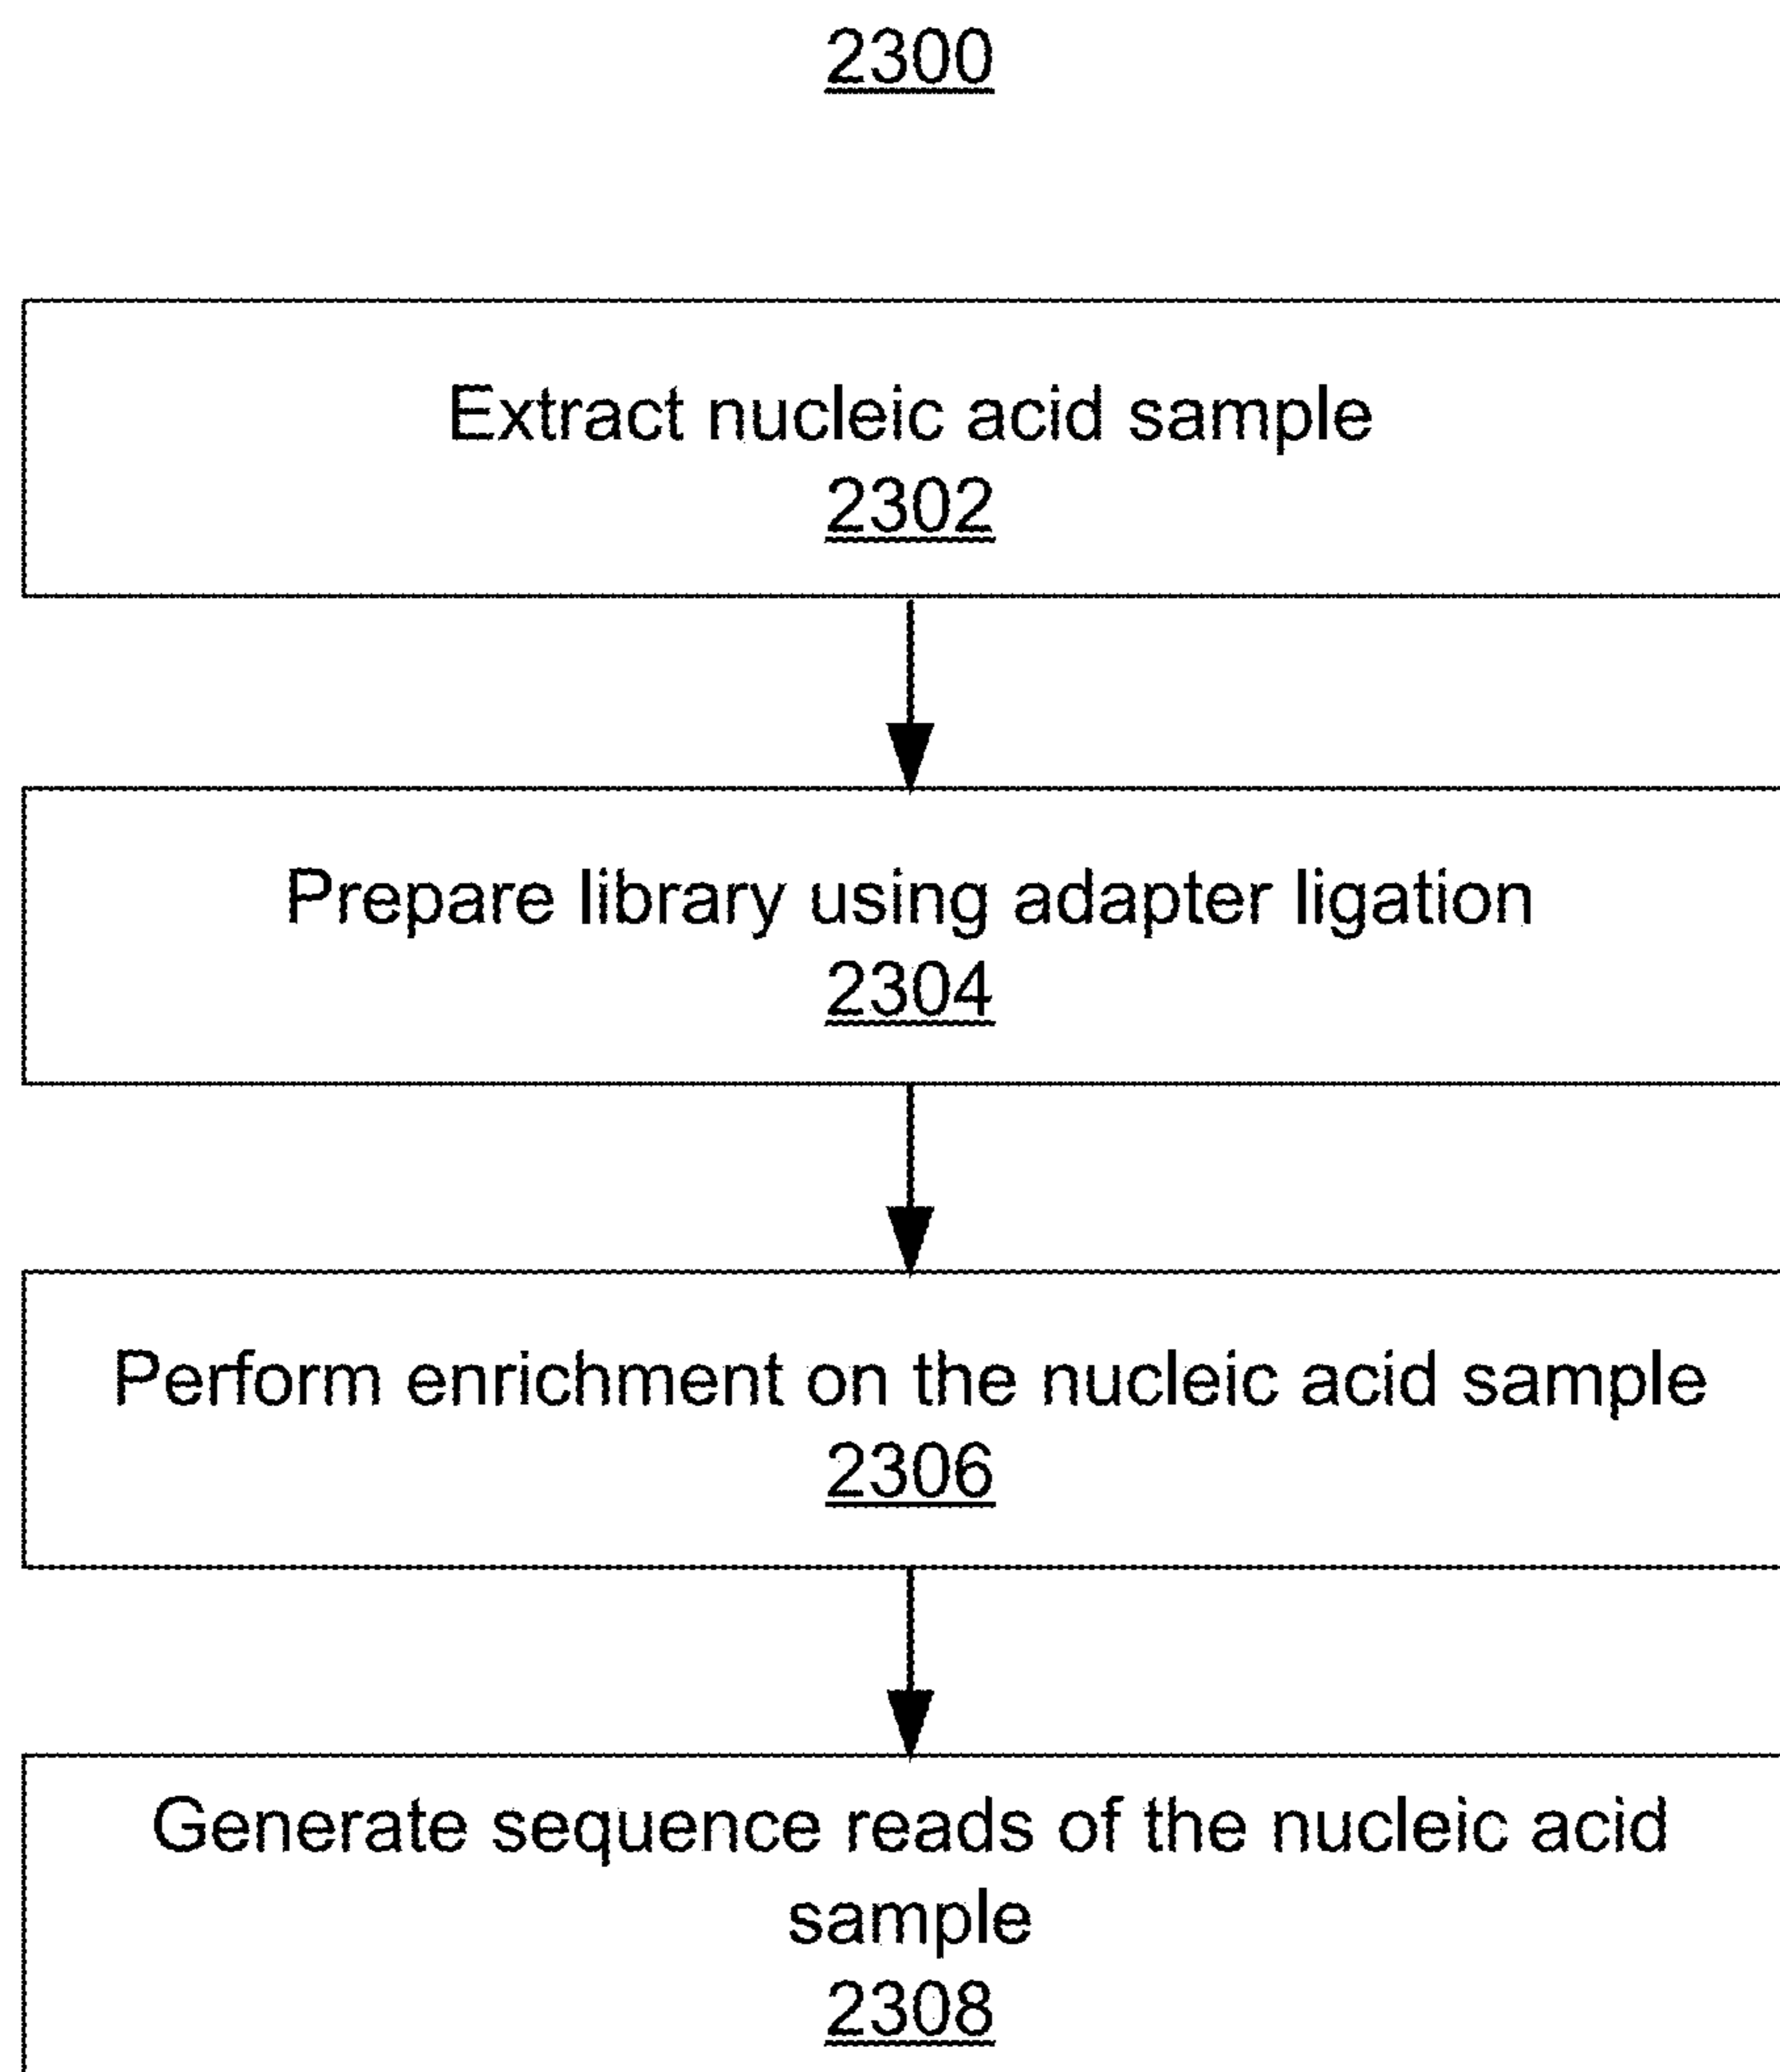 2300
Extract nucleic acid sample
2302
Prepare library using adapter ligation
2304
Perform enrichment on the nucleic acid sample
2306
Generate sequence reads of the nucleic acid
sample
2308